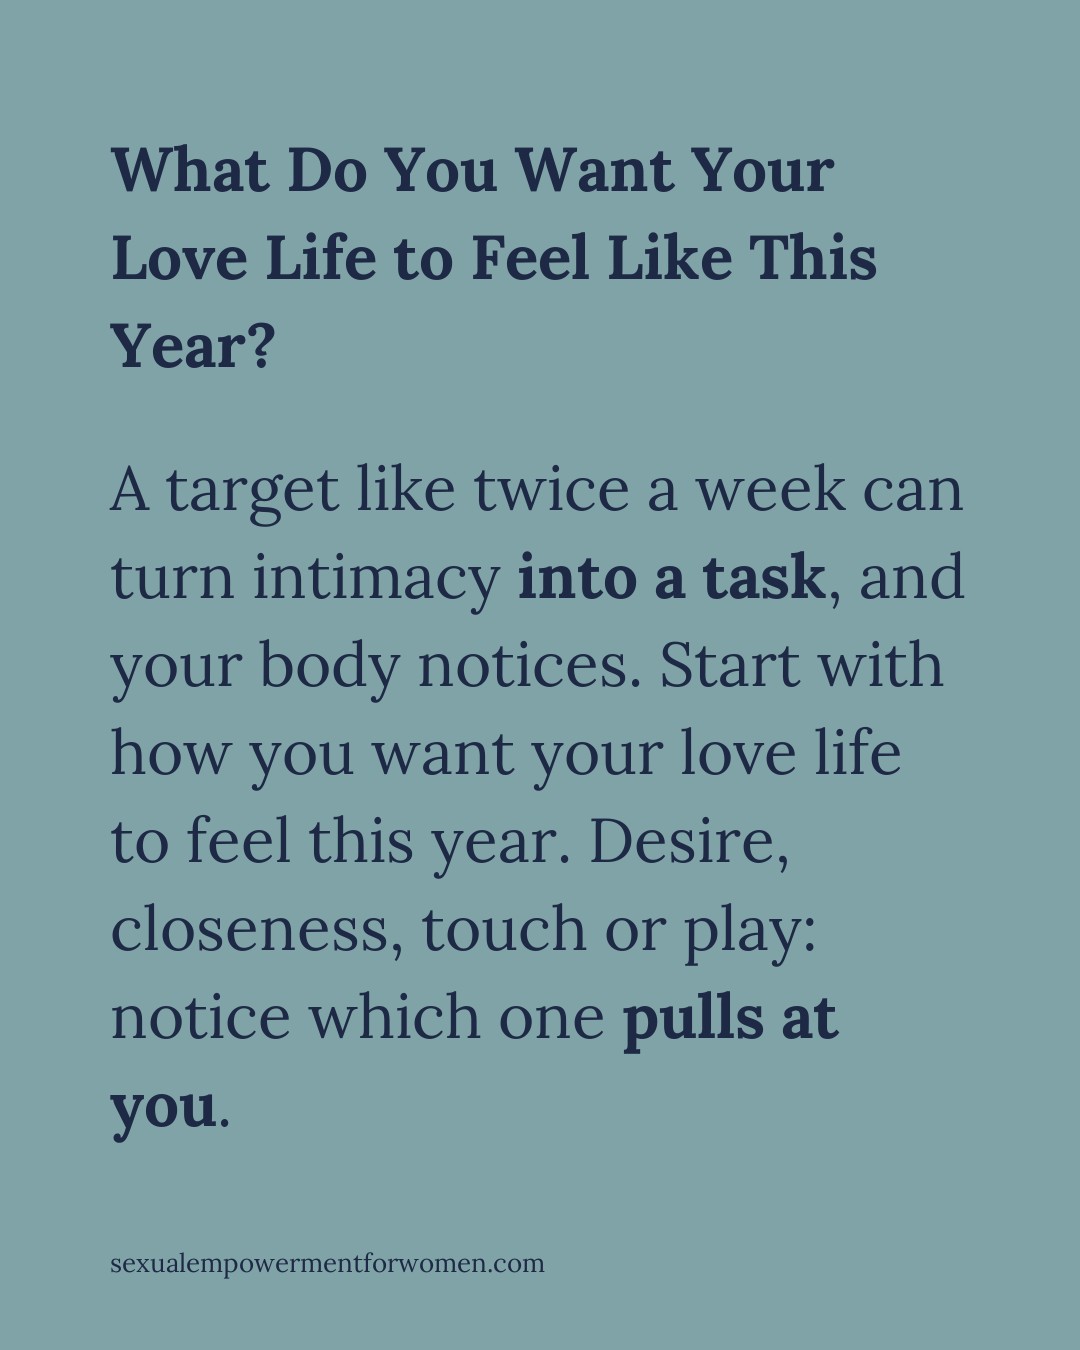 What Do You Want Your
Love Life to Feel Like This
Year?
A target like twice a week can
turn intimacy into a task, and
your body notices. Start with
how you want your love life
to feel this year. Desire,
closeness, touch or play:
notice which one pulls at
you.
sexualempowermentforwomen.com